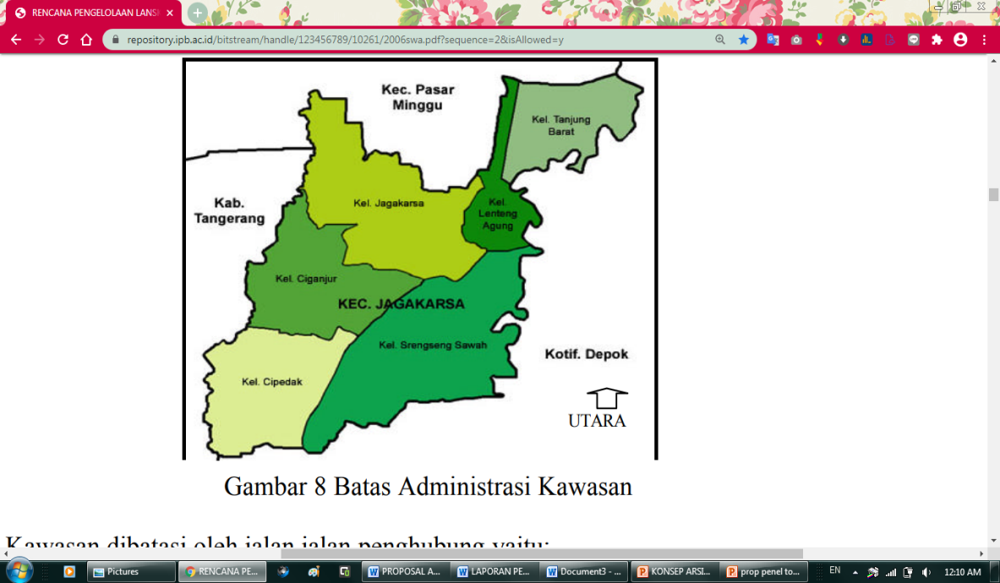 RENCANA PENGELOLAAN LANS
repository.ipb.ac.id/bitstream/handle/123456789/10261/2006swa.pdf?sequence=2&isAllowed=y
Kec. Pasar
Minggu
Kel. Tanjung
Barat
Kab.
Tangerang
Kel. Jagakarsa
Kel.
Lenteng
Agung
Kel. Ciganjur
KEC. JAGAKARSA
Kel. Srengseng Sawah
Kotif. Depok
Kel. Cipedak
UTARA
Gambar 8 Batas Administrasi Kawasan
Kawasan dibatasi oleh jalan jalan penghubung yaitu:
Pictures
RENCANA PE...
PROPOSAL A...
LAPORAN PE...
Document3 - ...
KONSEP ARSI...
prop penel to...
EN
12:10 AM